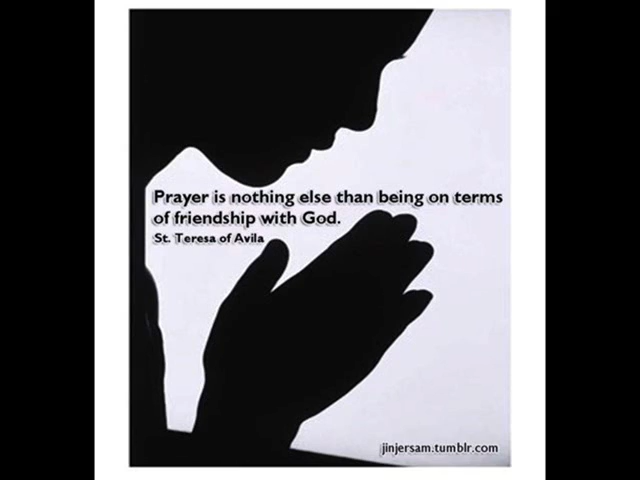 Prayer is nothing else than being on terms
of friendship with God.
St. Teresa of Avila
jinjersam.tumblr.com